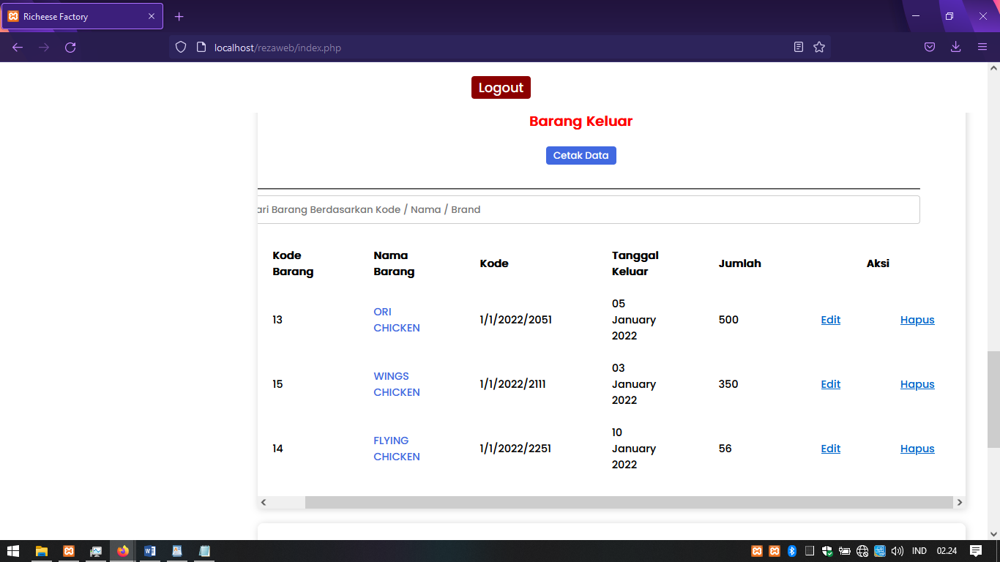 Richeese Factory
localhost/rezaweb/index.php
Logout
Barang Keluar
Cetak Data
ari Barang Berdasarkan Kode / Nama / Brand
Kode Barang Nama Barang Kode Tanggal Keluar Jumlah Aksi
13 ORI CHICKEN 1/1/2022/2051 05 January 2022 500 Edit Hapus
15 WINGS CHICKEN 1/1/2022/2111 03 January 2022 350 Edit Hapus
14 FLYING CHICKEN 1/1/2022/2251 10 January 2022 56 Edit Hapus
IND 02.24